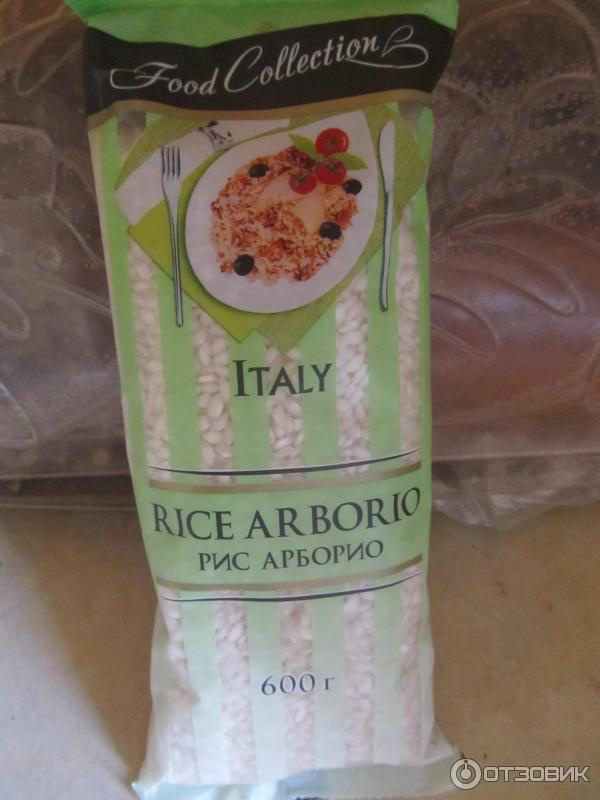 Food Collection
ITALY
RICE ARBORIO
РИС АРБОРИО
600 г
ОТЗОВИК